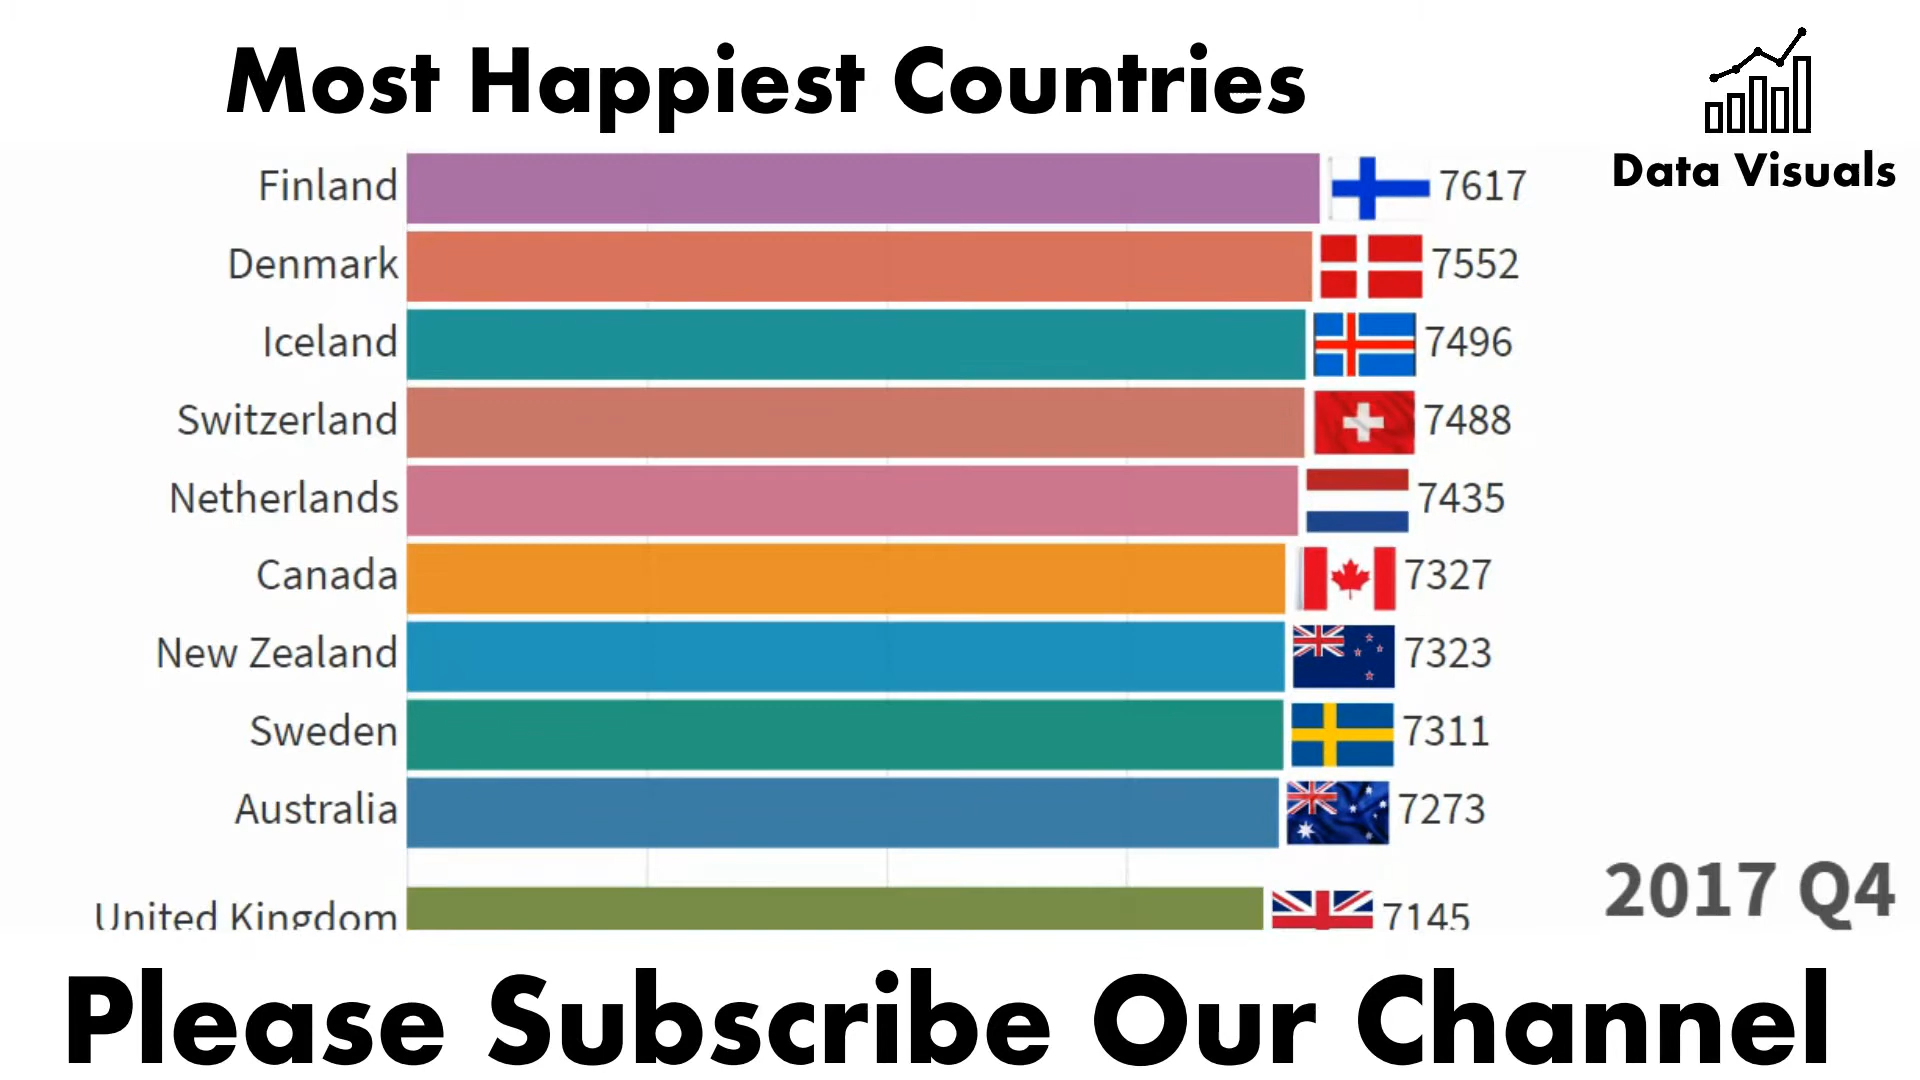 Most Happiest Countries
Data Visuals
Finland 7617
Denmark 7552
Iceland 7496
Switzerland 7488
Netherlands 7435
Canada 7327
New Zealand 7323
Sweden 7311
Australia 7273
United Kingdom 7145
2017 Q4
Please Subscribe Our Channel